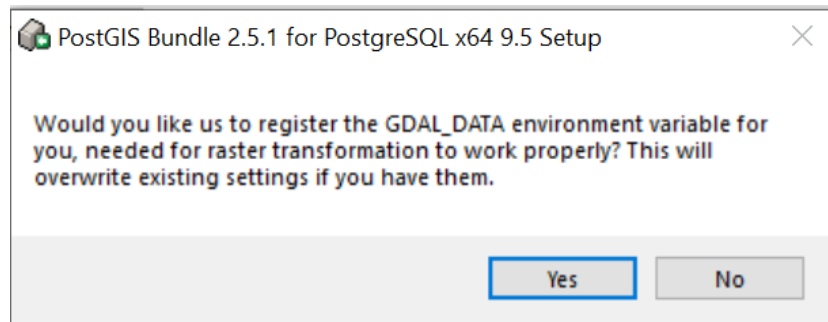 PostGIS Bundle 2.5.1 for PostgreSQL x64 9.5 Setup
Would you like us to register the GDAL_DATA environment variable for
you, needed for raster transformation to work properly? This will
overwrite existing settings if you have them.
Yes No